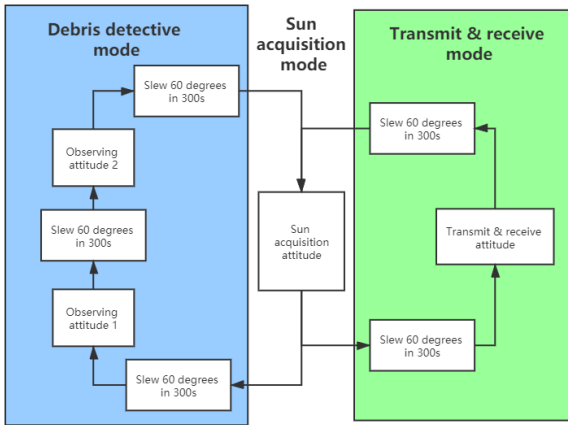 Debris detective
mode
Sun
acquisition
mode
Transmit & receive
mode
Slew 60 degrees
in 300s
Observing
attitude 2
Slew 60 degrees
in 300s
Observing
attitude 1
Slew 60 degrees
in 300s
Sun
acquisition
attitude
Slew 60 degrees
in 300s
Transmit & receive
attitude
Slew 60 degrees
in 300s